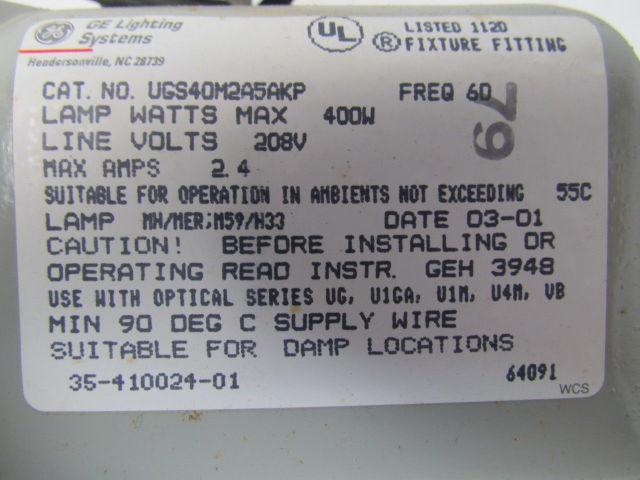 GE Lighting
Systems
Hendersonville, NC 28739
UL
LISTED 112D
® FIXTURE FITTING
CAT. NO. UGS40M2A5AKP FREQ 60
LAMP WATTS MAX 400W
79
LINE VOLTS 208V
MAX AMPS 2.4
SUITABLE FOR OPERATION IN AMBIENTS NOT EXCEEDING 55C
LAMP MH/MER;M59/H33 DATE 03-01
CAUTION! BEFORE INSTALLING OR
OPERATING READ INSTR. GEH 3948
USE WITH OPTICAL SERIES UG, U1GA, U1M, U4M, VB
MIN 90 DEG C SUPPLY WIRE
SUITABLE FOR DAMP LOCATIONS
35-410024-01 64091
WCS